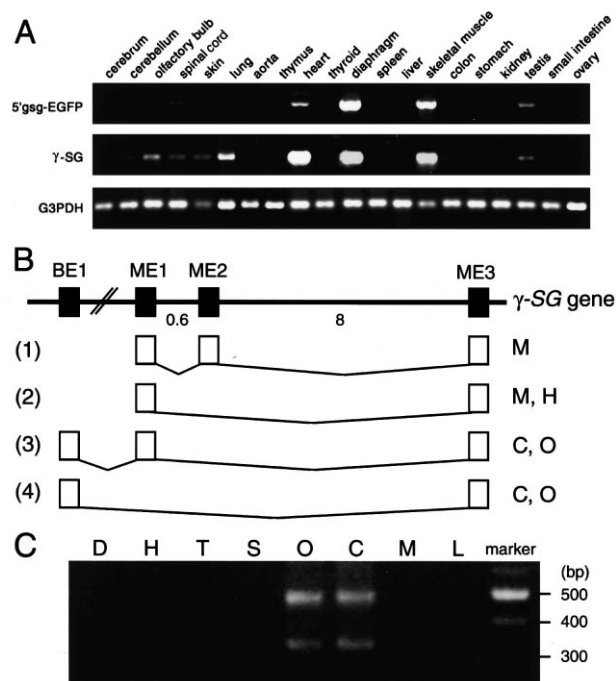 A
cerebrum cerebellum olfactory bulb spinal cord skin lung aorta thymus heart thyroid diaphragm spleen liver skeletal muscle colon stomach kidney testis small intestine ovary
5'gsg-EGFP
γ-SG
G3PDH
B
BE1 ME1 ME2 ME3
γ-SG gene
0.6 8
(1) M
(2) M, H
(3) C, O
(4) C, O
C
D H T S O C M L marker
(bp)
500
400
300